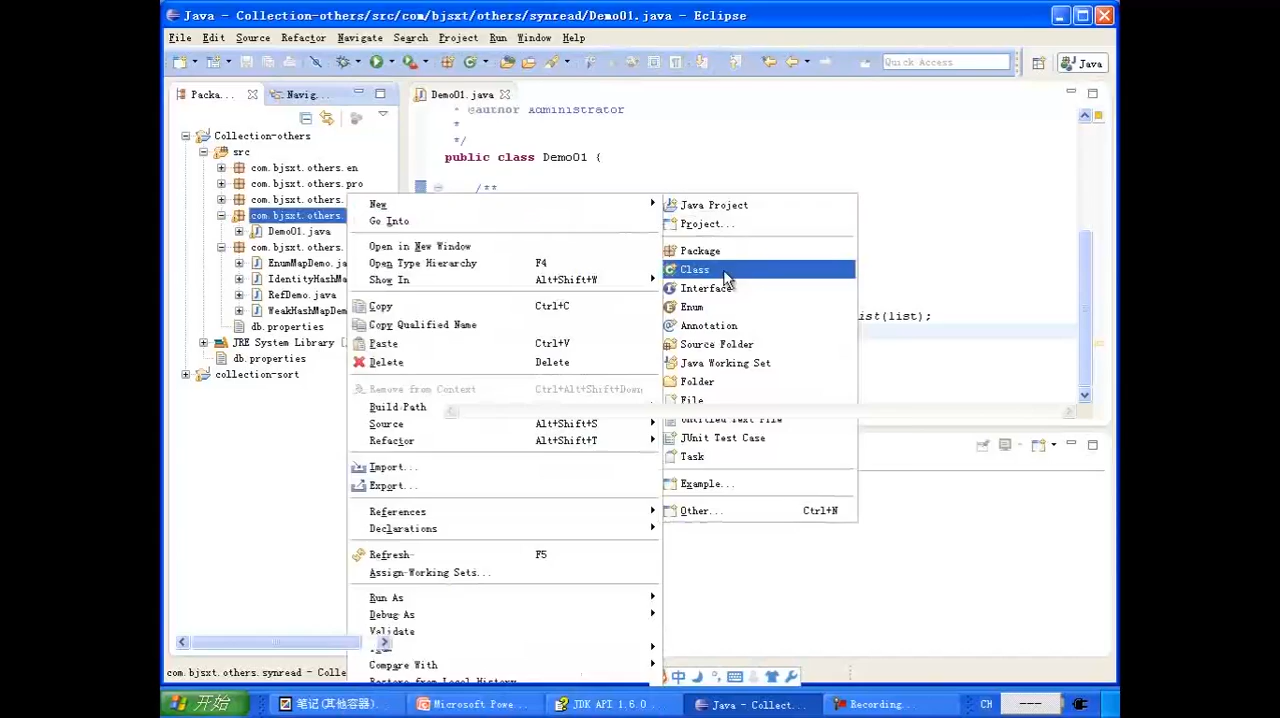 Java - Collection-others/src/com/bjsxt/others/synread/Demo01.java - Eclipse
File Edit Source Refactor Navigate Search Project Run Window Help
Quick Access
Java
Packa...
Navig...
Demo01.java
Collection-others
src
com.bjsxt.others.en
com.bjsxt.others.pro
com.bjsxt.others.
com.bjsxt.others.
Demo01.java
com.bjsxt.others.
EnumMapDemo.ja
IdentityHashMa
RefDemo.java
WeakHashMapDem
db.properties
JRE System Library
db.properties
collection-sort
* @author Administrator
*
*/
public class Demo01 {
/**
ist(list);
New
Go Into
Open in New Window
Open Type Hierarchy F4
Show In Alt+Shift+W
Copy Ctrl+C
Copy Qualified Name
Paste Ctrl+V
Delete Delete
Remove from Context Ctrl+Alt+Shift+Down
Build Path
Source Alt+Shift+S
Refactor Alt+Shift+T
Import...
Export...
References
Declarations
Refresh F5
Assign Working Sets...
Run As
Debug As
Validate
Compare With
Restore from Local History...
Java Project
Project...
Package
Class
Interface
Enum
Annotation
Source Folder
Java Working Set
Folder
File
Untitled Text File
JUnit Test Case
Task
Example...
Other... Ctrl+N
com.bjsxt.others.synread - Colle
中
开始
笔记(其他容器)...
Microsoft Powe...
JDK API 1.6.0 ...
Java - Collect...
Recording...
CH